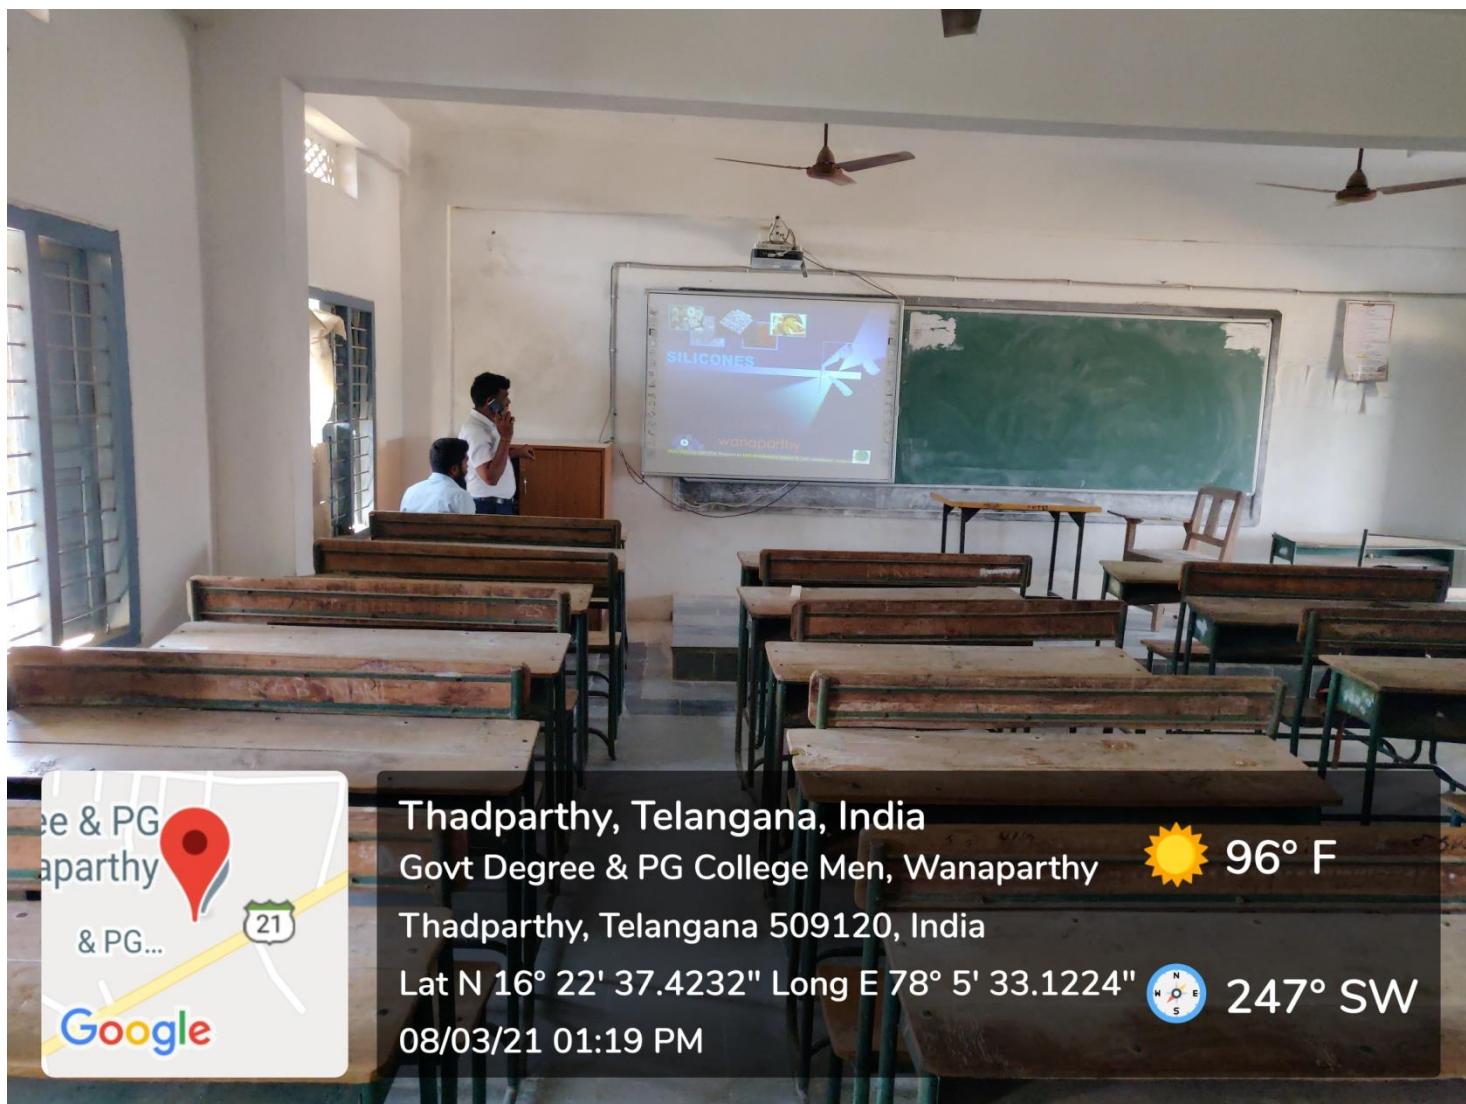 SILICONES
wanaparthy
ee & PG
aparthy
& PG...
21
Google
Thadparthy, Telangana, India
Govt Degree & PG College Men, Wanaparthy
Thadparthy, Telangana 509120, India
Lat N 16° 22' 37.4232" Long E 78° 5' 33.1224"
08/03/21 01:19 PM
96° F
N
W E
S
247° SW